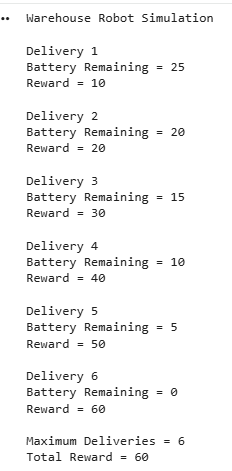 •• Warehouse Robot Simulation
Delivery 1
Battery Remaining = 25
Reward = 10
Delivery 2
Battery Remaining = 20
Reward = 20
Delivery 3
Battery Remaining = 15
Reward = 30
Delivery 4
Battery Remaining = 10
Reward = 40
Delivery 5
Battery Remaining = 5
Reward = 50
Delivery 6
Battery Remaining = 0
Reward = 60
Maximum Deliveries = 6
Total Reward = 60